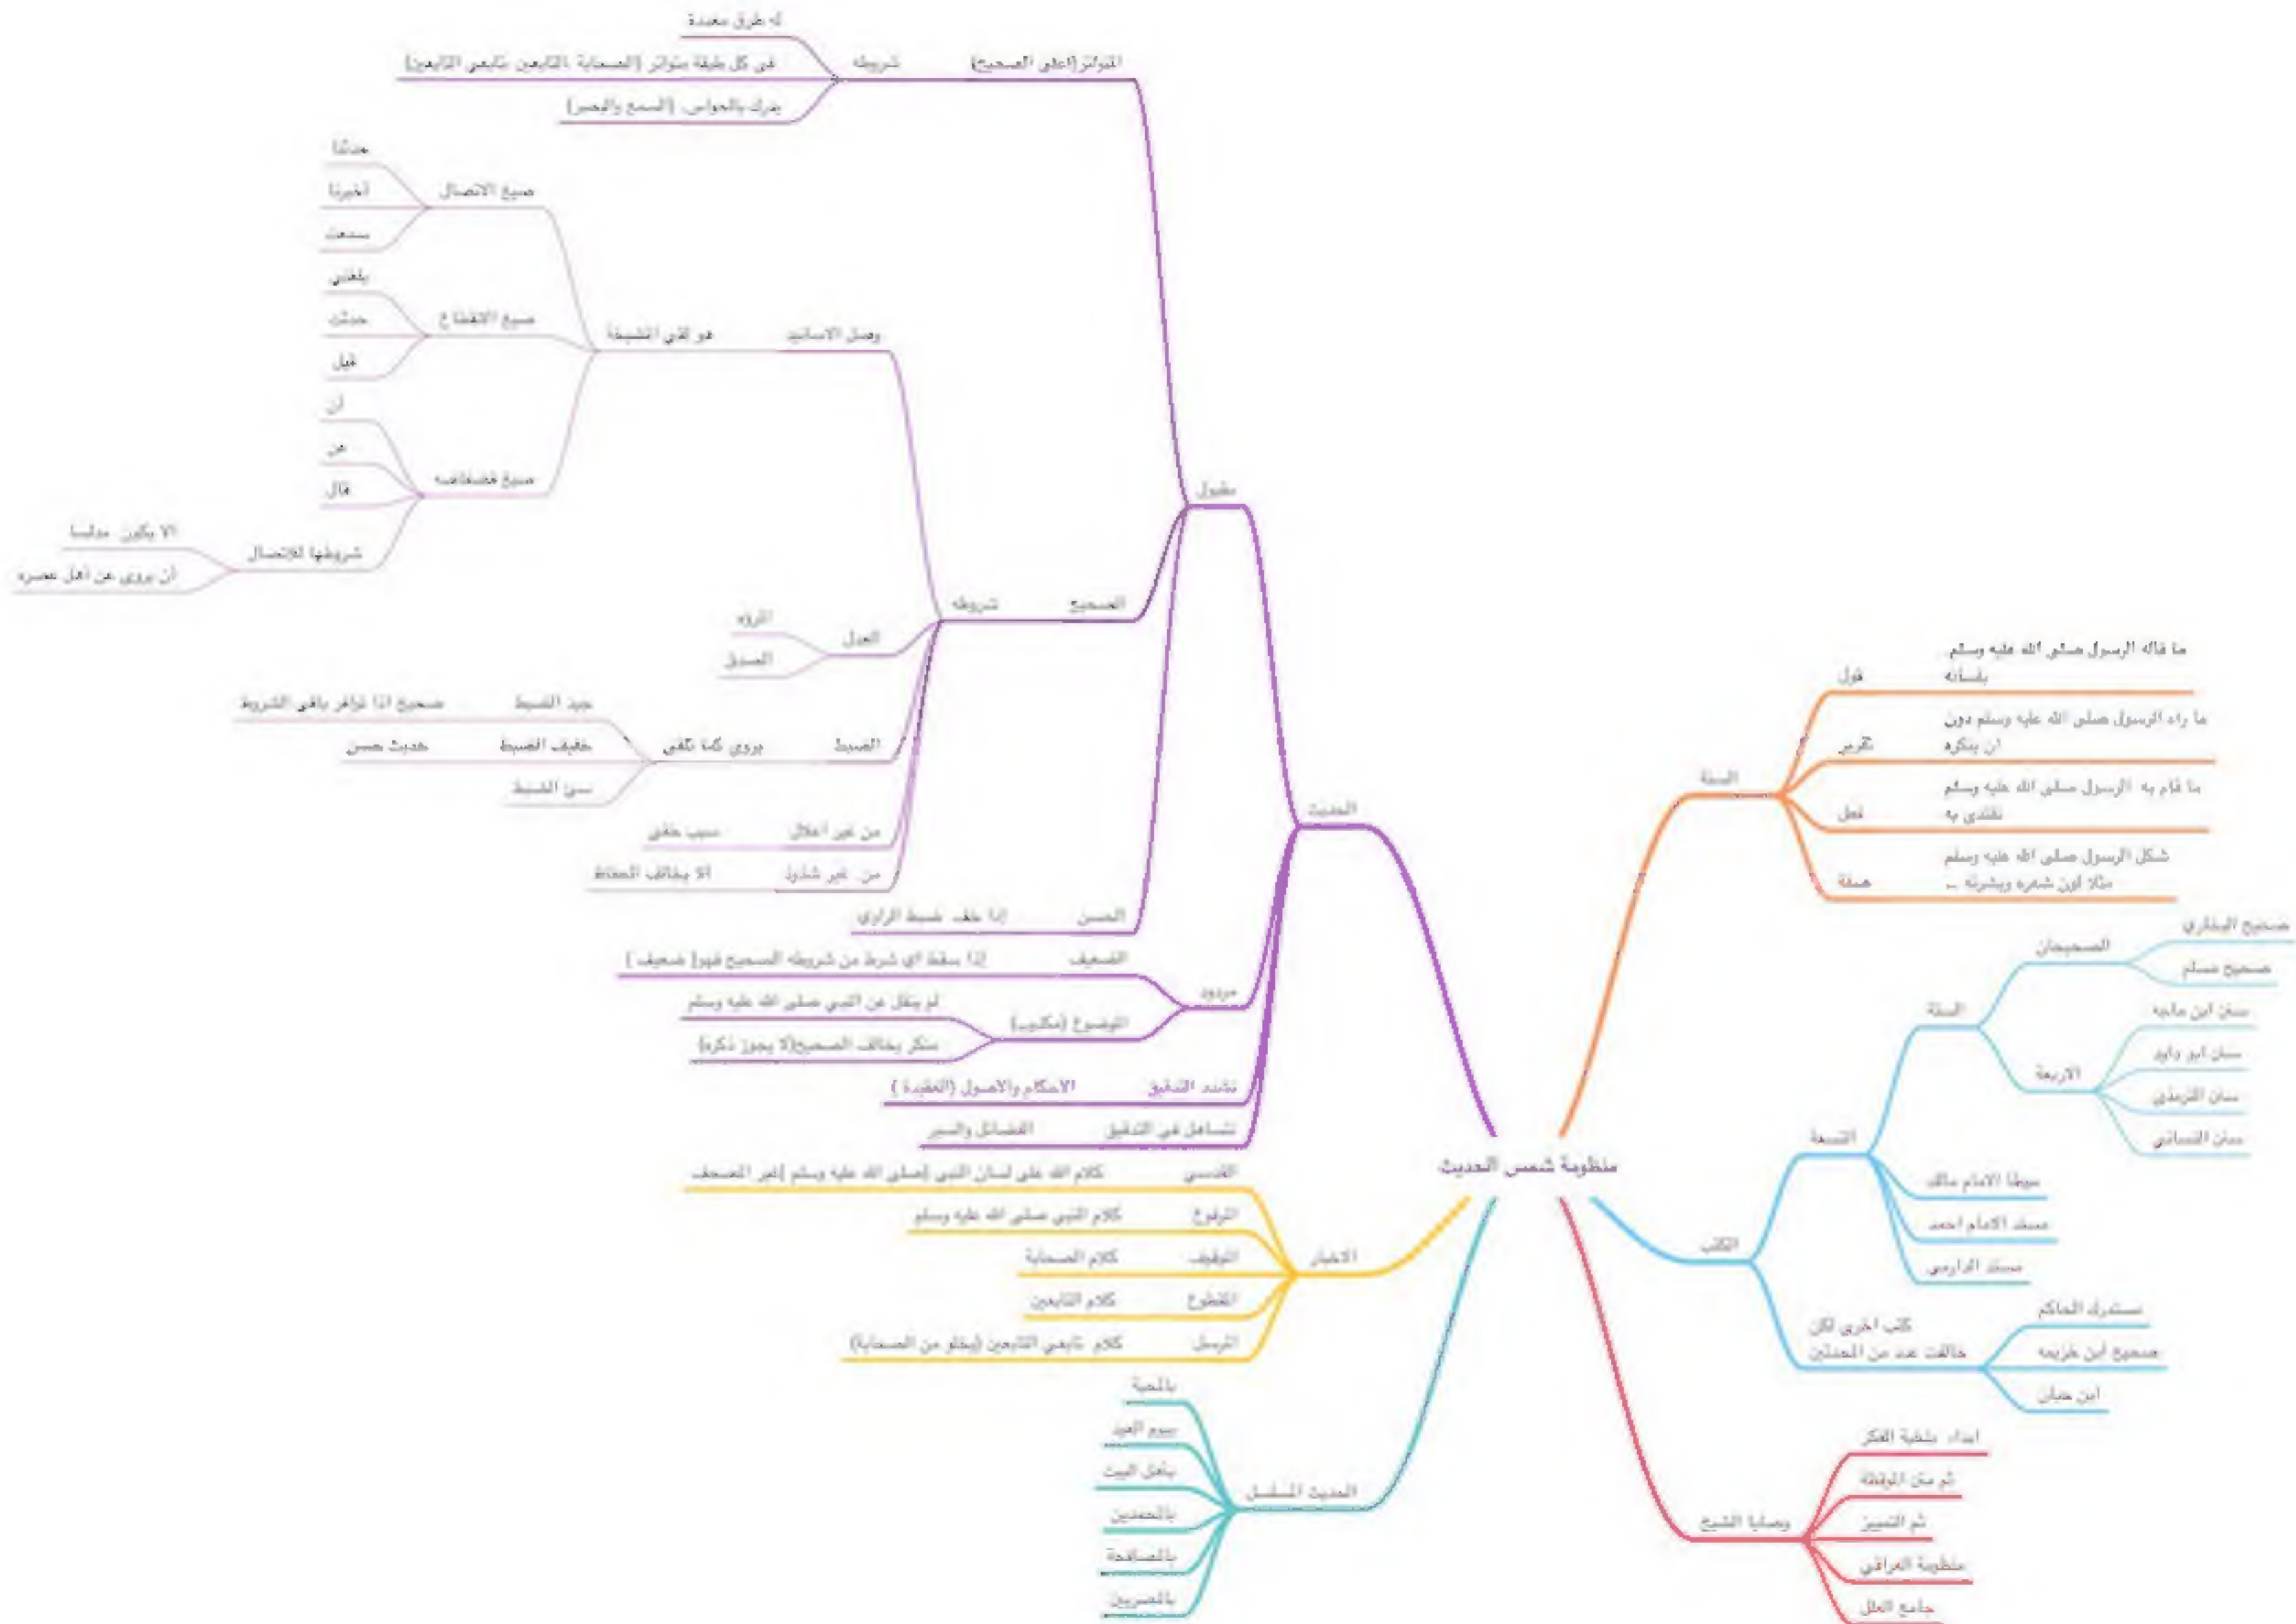 منظومة شمس الحديث
السنة
قول
ما قاله الرسول صلى الله عليه وسلم
بلسانه
تقرير
ما راه الرسول صلى الله عليه وسلم دون
ان ينكره
فعل
ما قام به الرسول صلى الله عليه وسلم
نقتدي به
صفة
شكل الرسول صلى الله عليه وسلم
مثلا لون شعره وبشرته ...
الكتب
التسعة
الستة
الصحيحان
صحيح البخاري
صحيح مسلم
الاربعة
سنن ابن ماجه
سنن ابو داود
سنن الترمذي
سنن النسائي
موطا الامام مالك
مسند الامام احمد
مسند الدارمي
كتب اخرى لكن
خالفت عدد من المحدثين
مستدرك الحاكم
صحيح ابن خزيمه
ابن حبان
وصايا الشيخ
ابداء بنخبة الفكر
ثم متن الموقظة
ثم التمييز
منظومة العراقي
جامع العلل
الحديث
مقبول
المتواتر(اعلى الصحيح)
شروطه
له طرق متعددة
في كل طبقة متواتر (الصحابة .التابعين .تابعي التابعين)
يدرك بالحواس. (السمع والبصر)
الصحيح
شروطه
وصل الاسانيد
هو لقي المشيخة
صيغ الاتصال
حدثنا
أخبرنا
سمعت
صيغ الانقطاع
بلغني
حدثت
قيل
صيغ فضفاضه
أن
عن
قال
شروطها للاتصال
الا يكون مدلسا
أن يروي عن أهل عصره
العدل
المرؤه
الصدق
الضبط
يروي كما تلقى
جيد الضبط
صحيح اذا توافر باقي الشروط
خفيف الضبط
حديث حسن
سئ الضبط
من غير اعلال
سبب خفي
من غير شذوذ
الا يخالف الحفاظ
الحسن
إذا خف ضبط الراوي
مردود
الضعيف
إذا سقط اي شرط من شروطه الصحيح فهو( ضعيف )
الموضوع (مكذوب)
لم ينقل عن النبي صلى الله عليه وسلم
منكر يخالف الصحيح(لا يجوز ذكره)
نشدد التدقيق
الاحكام والاصول (العقيدة )
نتساهل في التدقيق
الفضائل والسير
الاخبار
القدسي
كلام الله على لسان النبي (صلى الله عليه وسلم )غير المصحف
المرفوع
كلام النبي صلى الله عليه وسلم
الموقوف
كلام الصحابة
المقطوع
كلام التابعين
المرسل
كلام تابعي التابعين (يخلو من الصحابة)
الحديث المسلسل
بالمحبة
بيوم العيد
بأهل البيت
بالمحمدين
بالمصافحة
بالمصريين